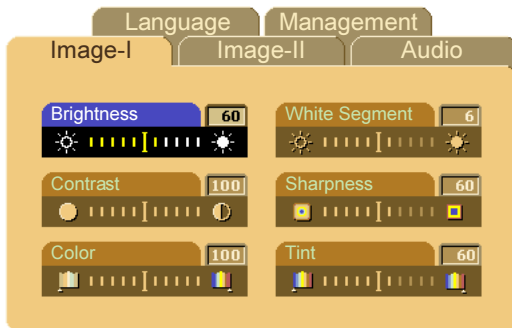 Language Management
Image-I Image-II Audio
Brightness 60 White Segment 6
Contrast 100 Sharpness 60
Color 100 Tint 60